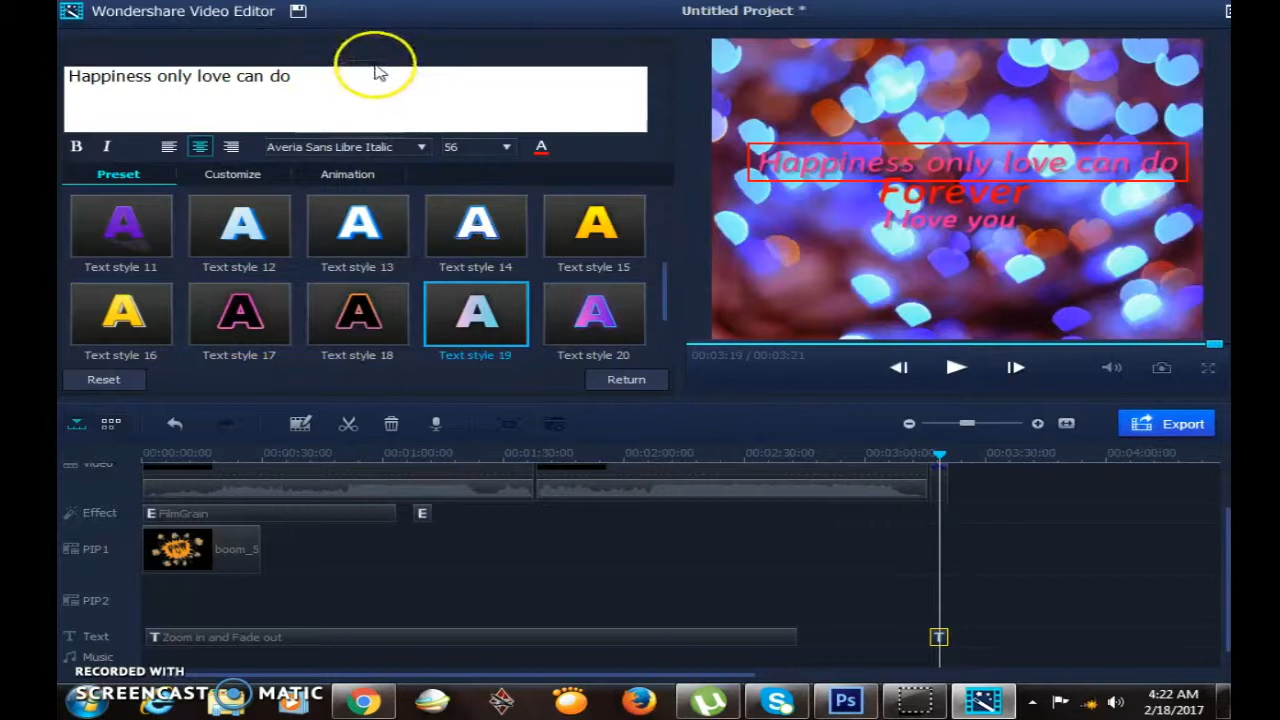 Wondershare Video Editor
Untitled Project *
Happiness only love can do
B I Averia Sans Libre Italic 56 A
Preset Customize Animation
A A A A A
Text style 11 Text style 12 Text style 13 Text style 14 Text style 15
A A A A A
Text style 16 Text style 17 Text style 18 Text style 19 Text style 20
Reset Return
Happiness only love can do
Forever
I love you
00:03:19 / 00:03:21
Export
00:00:00:00 00:00:30:00 00:01:00:00 00:01:30:00 00:02:00:00 00:02:30:00 00:03:00:00 00:03:30:00 00:04:00:00
Video
Effect E FilmGrain E
PIP1 POW boom_5
PIP2
T Text T Zoom in and Fade out T
Music
RECORDED WITH
SCREENCAST MATIC
Ps
4:22 AM
2/18/2017